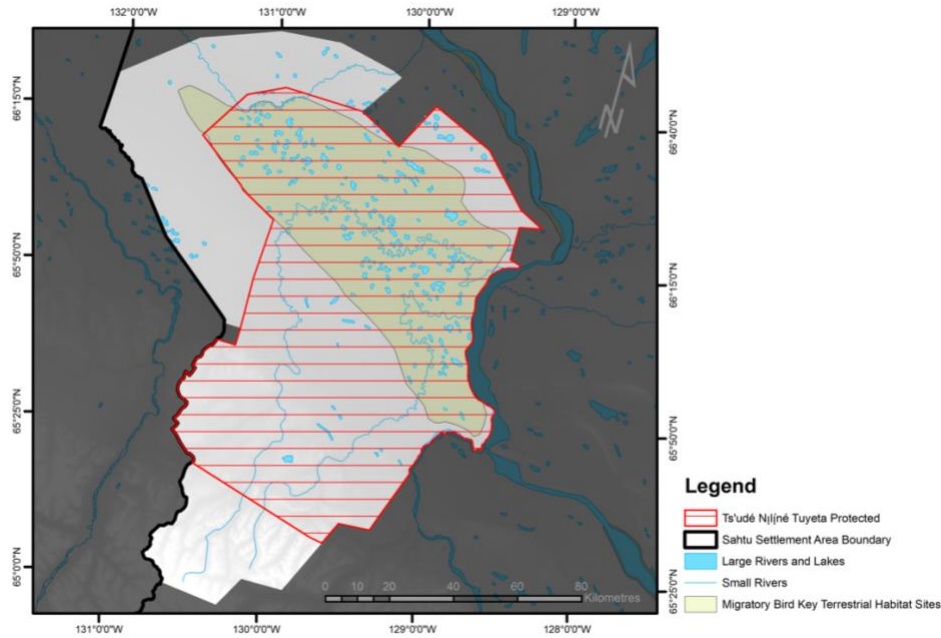 132°0'0"W 131°0'0"W 130°0'0"W 129°0'0"W
66°15'0"N
66°40'0"N
65°50'0"N
66°15'0"N
65°25'0"N
65°50'0"N
65°0'0"N
65°25'0"N
N
0 5 10 20 40 60 80
Kilometres
131°0'0"W 130°0'0"W 129°0'0"W 128°0'0"W
Legend
Ts'udé Nı̨lı̨né Tuyeta Protected
Sahtu Settlement Area Boundary
Large Rivers and Lakes
Small Rivers
Migratory Bird Key Terrestrial Habitat Sites